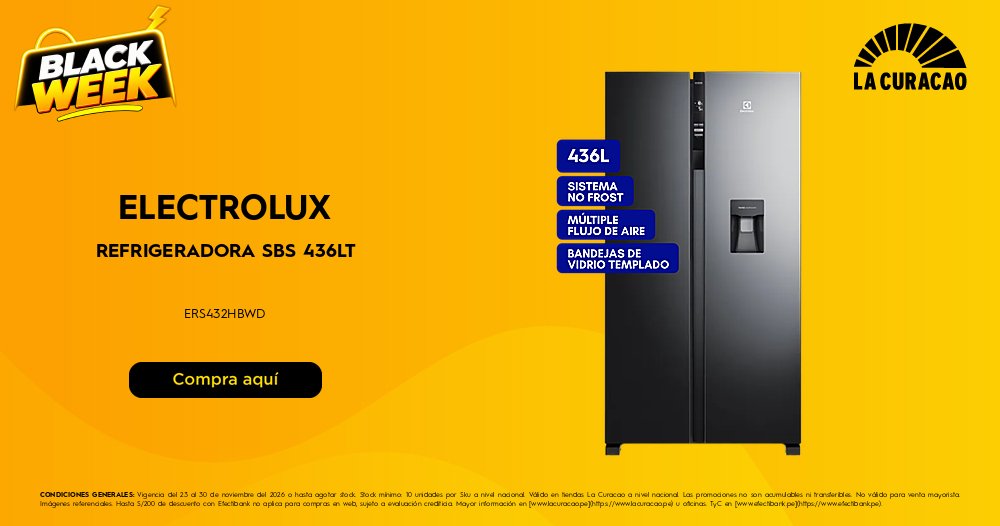 BLACK
WEEK
LA CURACAO
Electrolux
436L
SISTEMA
NO FROST
MÚLTIPLE
FLUJO DE AIRE
BANDEJAS DE
VIDRIO TEMPLADO
ELECTROLUX
REFRIGERADORA SBS 436LT
ERS432HBWD
Compra aquí
CONDICIONES GENERALES: Vigencia del 23 al 30 de noviembre del 2026 o hasta agotar stock. Stock mínimo: 10 unidades por Sku a nivel nacional. Válido en tiendas La Curacao a nivel nacional. Las promociones no son acumulables ni transferibles. No válido para venta mayorista.
Imágenes referenciales. Hasta S/200 de descuento con Efectibank no aplica para compras en web, sujeto a evaluación crediticia. Mayor información en [www.lacuracao.pe](https://www.lacuracao.pe) u oficinas. TyC en [www.efectibank.pe](https://www.efectibank.pe).